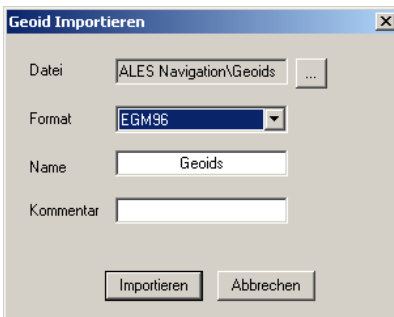 Geoid Importieren
Datei ALES Navigation\Geoids ...
Format EGM96
Name Geoids
Kommentar
Importieren Abbrechen